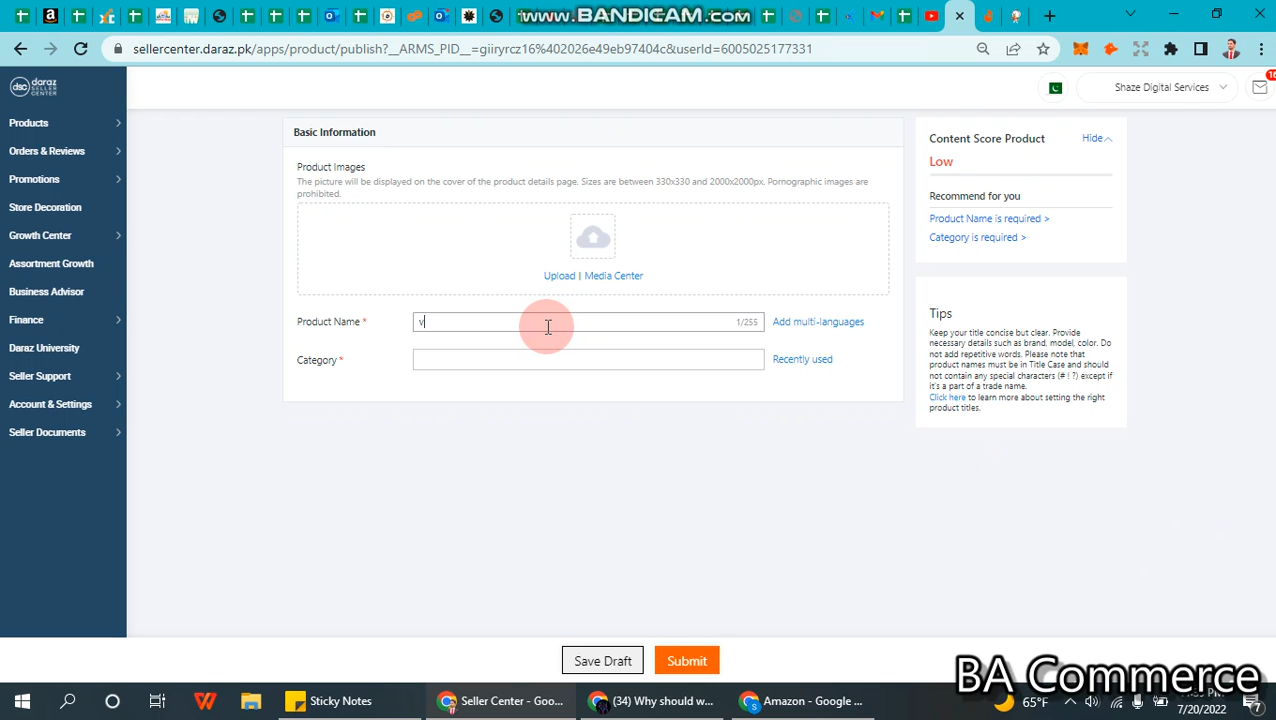 www.BANDICAM.com
sellercenter.daraz.pk/apps/product/publish?__ARMS_PID__=giiryrcz16%402026e49eb97404c&userId=6005025177331
dsc daraz SELLER CENTER
Shaze Digital Services
Products
Orders & Reviews
Promotions
Store Decoration
Growth Center
Assortment Growth
Business Advisor
Finance
Daraz University
Seller Support
Account & Settings
Seller Documents
Basic Information
Product Images
The picture will be displayed on the cover of the product details page. Sizes are between 330x330 and 2000x2000px. Pornographic images are
prohibited.
Upload | Media Center
Product Name * v 1/255 Add multi-languages
Category * Recently used
Content Score Product Hide
Low
Recommend for you
Product Name is required >
Category is required >
Tips
Keep your title concise but clear. Provide
necessary details such as brand, model, color. Do
not add repetitive words. Please note that
product names must be in Title Case and should
not contain any special characters (# ! ?) except if
it's a part of a trade name.
Click here to learn more about setting the right
product titles.
Save Draft Submit
BA Commerce
Sticky Notes
Seller Center - Goo...
(34) Why should w...
Amazon - Google ...
65°F
7/20/2022
7